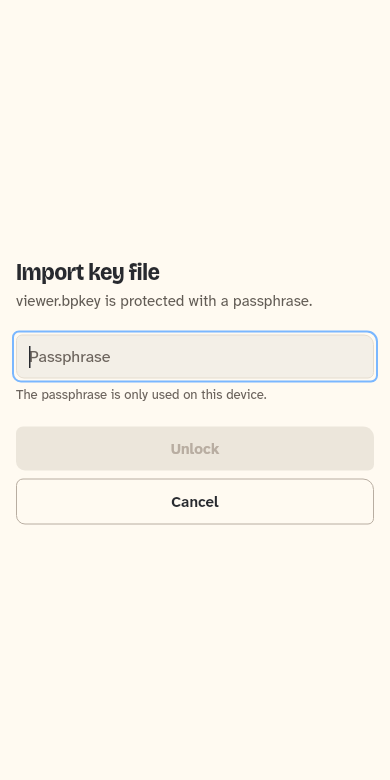 Import key file
viewer.bpkey is protected with a passphrase.
Passphrase
The passphrase is only used on this device.
Unlock
Cancel